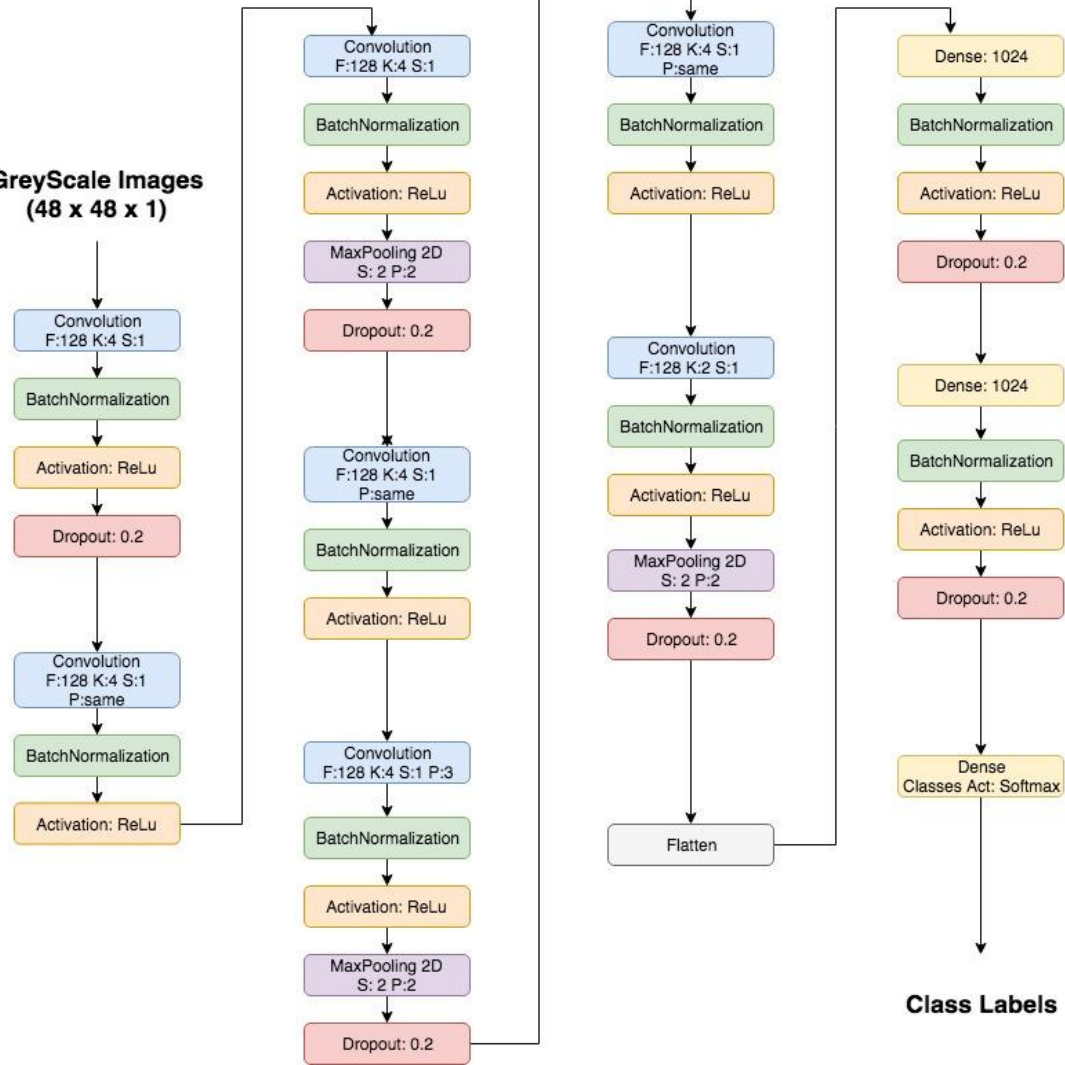 GreyScale Images
(48 x 48 x 1)
Convolution
F:128 K:4 S:1
BatchNormalization
Activation: ReLu
Dropout: 0.2
Convolution
F:128 K:4 S:1
P:same
BatchNormalization
Activation: ReLu
Convolution
F:128 K:4 S:1
BatchNormalization
Activation: ReLu
MaxPooling 2D
S: 2 P:2
Dropout: 0.2
Convolution
F:128 K:4 S:1
P:same
BatchNormalization
Activation: ReLu
Convolution
F:128 K:4 S:1 P:3
BatchNormalization
Activation: ReLu
MaxPooling 2D
S: 2 P:2
Dropout: 0.2
Convolution
F:128 K:4 S:1
P:same
BatchNormalization
Activation: ReLu
Convolution
F:128 K:2 S:1
BatchNormalization
Activation: ReLu
MaxPooling 2D
S: 2 P:2
Dropout: 0.2
Flatten
Dense: 1024
BatchNormalization
Activation: ReLu
Dropout: 0.2
Dense: 1024
BatchNormalization
Activation: ReLu
Dropout: 0.2
Dense
Classes Act: Softmax
Class Labels